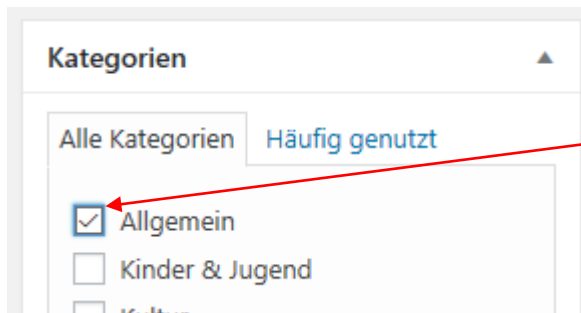 Kategorien
Alle Kategorien Häufig genutzt
Allgemein
Kinder & Jugend